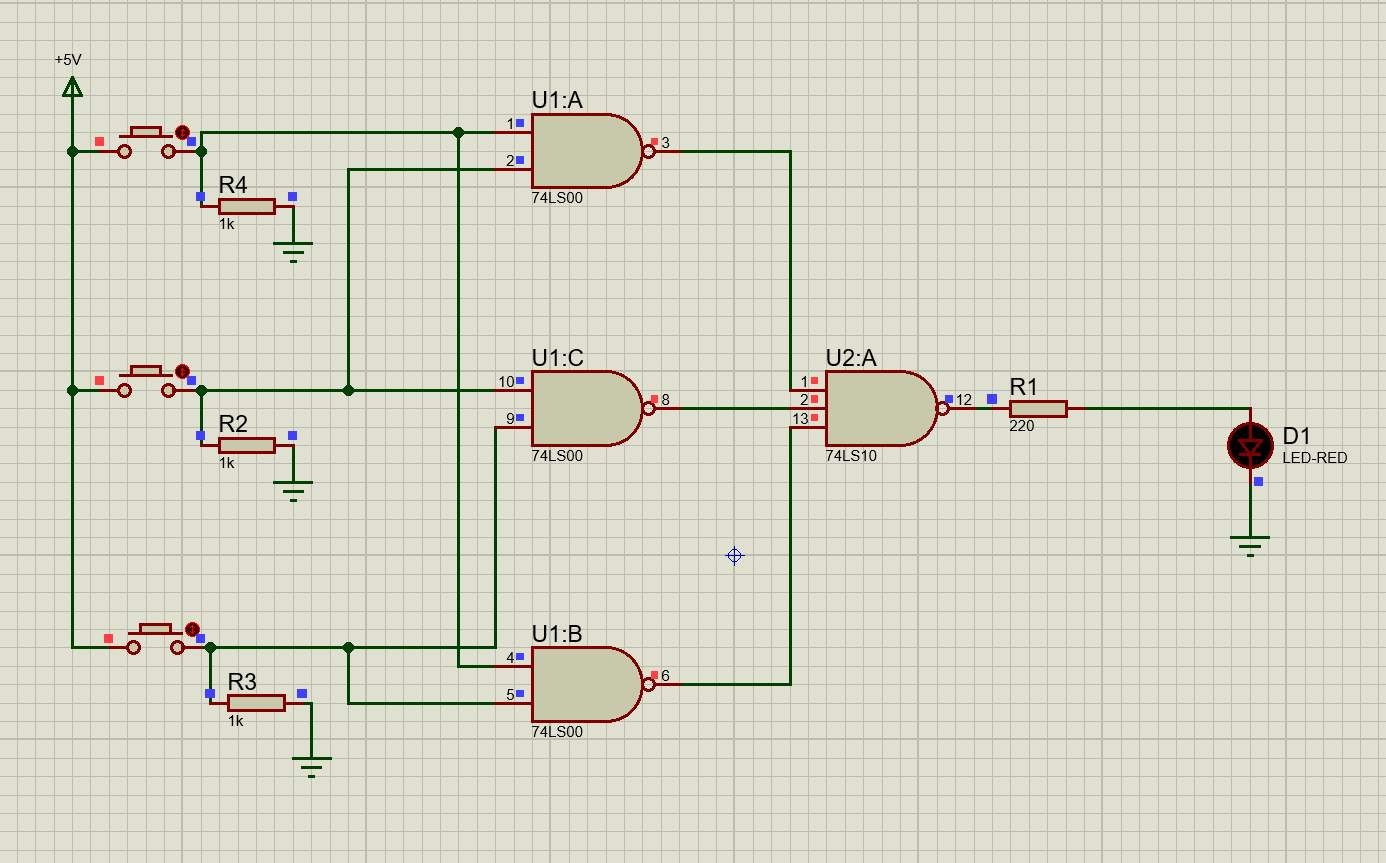 +5V
U1:A
1
2
3
74LS00
R4
1k
U1:C
10
9
8
74LS00
U2:A
1
2
13
12
74LS10
R1
220
D1
LED-RED
R2
1k
U1:B
4
5
6
74LS00
R3
1k